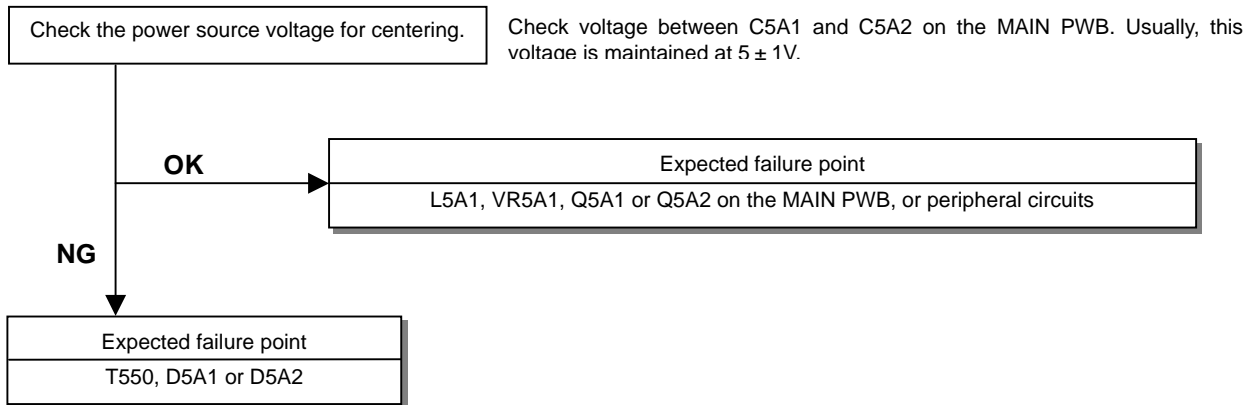 Check the power source voltage for centering.
Check voltage between C5A1 and C5A2 on the MAIN PWB. Usually, this
voltage is maintained at 5 ± 1V.
OK
Expected failure point
L5A1, VR5A1, Q5A1 or Q5A2 on the MAIN PWB, or peripheral circuits
NG
Expected failure point
T550, D5A1 or D5A2